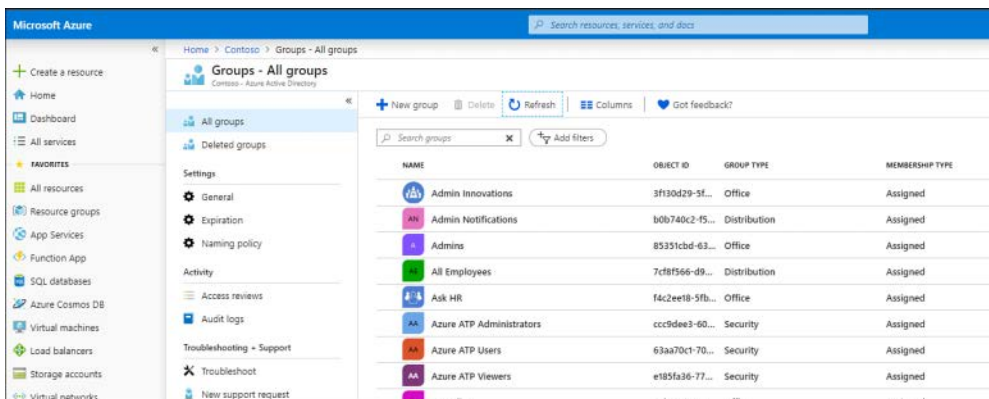 Microsoft Azure
Search resources, services, and docs
«
Home > Contoso > Groups - All groups
Create a resource
Home
Dashboard
All services
FAVORITES
All resources
Resource groups
App Services
Function App
SQL databases
Azure Cosmos DB
Virtual machines
Load balancers
Storage accounts
Virtual networks
Groups - All groups
Contoso - Azure Active Directory
«
All groups
Deleted groups
Settings
General
Expiration
Naming policy
Activity
Access reviews
Audit logs
Troubleshooting + Support
Troubleshoot
New support request
New group Delete Refresh Columns Got feedback?
Search groups Add filters
NAME OBJECT ID GROUP TYPE MEMBERSHIP TYPE
Admin Innovations 3f130d29-5f... Office Assigned
AN Admin Notifications b0b740c2-f5... Distribution Assigned
A Admins 85351cbd-63... Office Assigned
AE All Employees 7cf8f566-d9... Distribution Assigned
Ask HR f4c2ee18-5fb... Office Assigned
AA Azure ATP Administrators ccc9dee3-60... Security Assigned
AA Azure ATP Users 63aa70c1-70... Security Assigned
AA Azure ATP Viewers e185fa36-77... Security Assigned